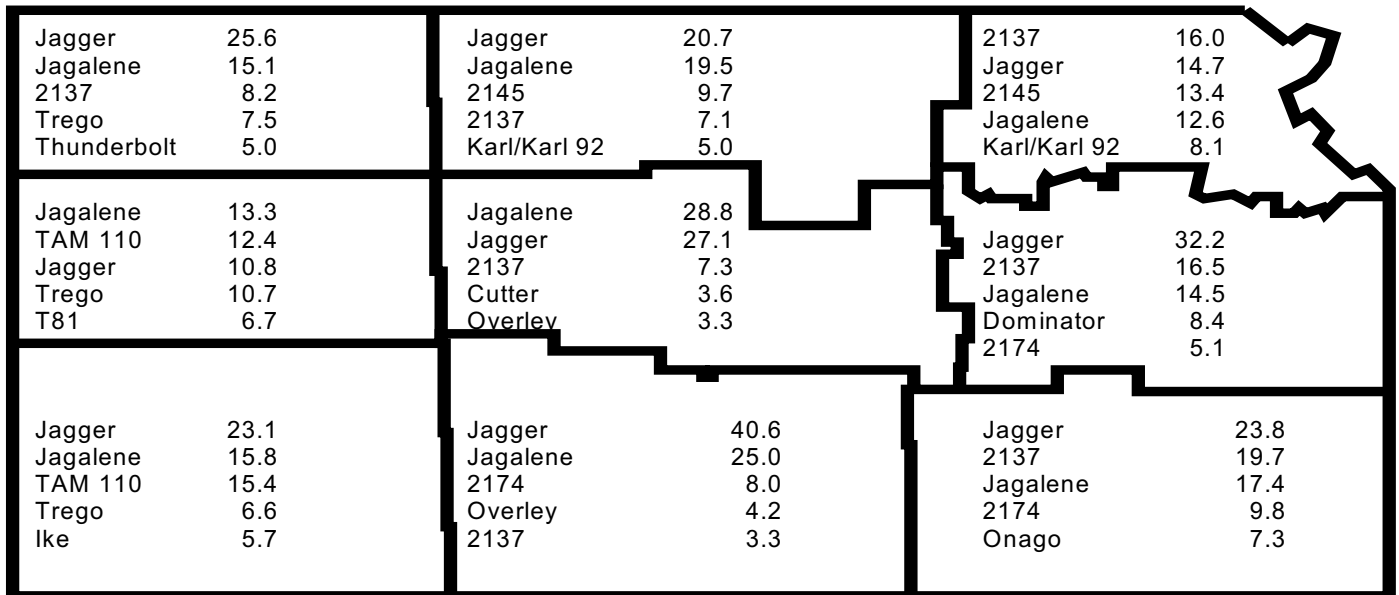 Jagger 25.6
Jagalene 15.1
2137 8.2
Trego 7.5
Thunderbolt 5.0
Jagger 20.7
Jagalene 19.5
2145 9.7
2137 7.1
Karl/Karl 92 5.0
2137 16.0
Jagger 14.7
2145 13.4
Jagalene 12.6
Karl/Karl 92 8.1
Jagalene 13.3
TAM 110 12.4
Jagger 10.8
Trego 10.7
T81 6.7
Jagalene 28.8
Jagger 27.1
2137 7.3
Cutter 3.6
Overley 3.3
Jagger 32.2
2137 16.5
Jagalene 14.5
Dominator 8.4
2174 5.1
Jagger 23.1
Jagalene 15.8
TAM 110 15.4
Trego 6.6
Ike 5.7
Jagger 40.6
Jagalene 25.0
2174 8.0
Overley 4.2
2137 3.3
Jagger 23.8
2137 19.7
Jagalene 17.4
2174 9.8
Onago 7.3